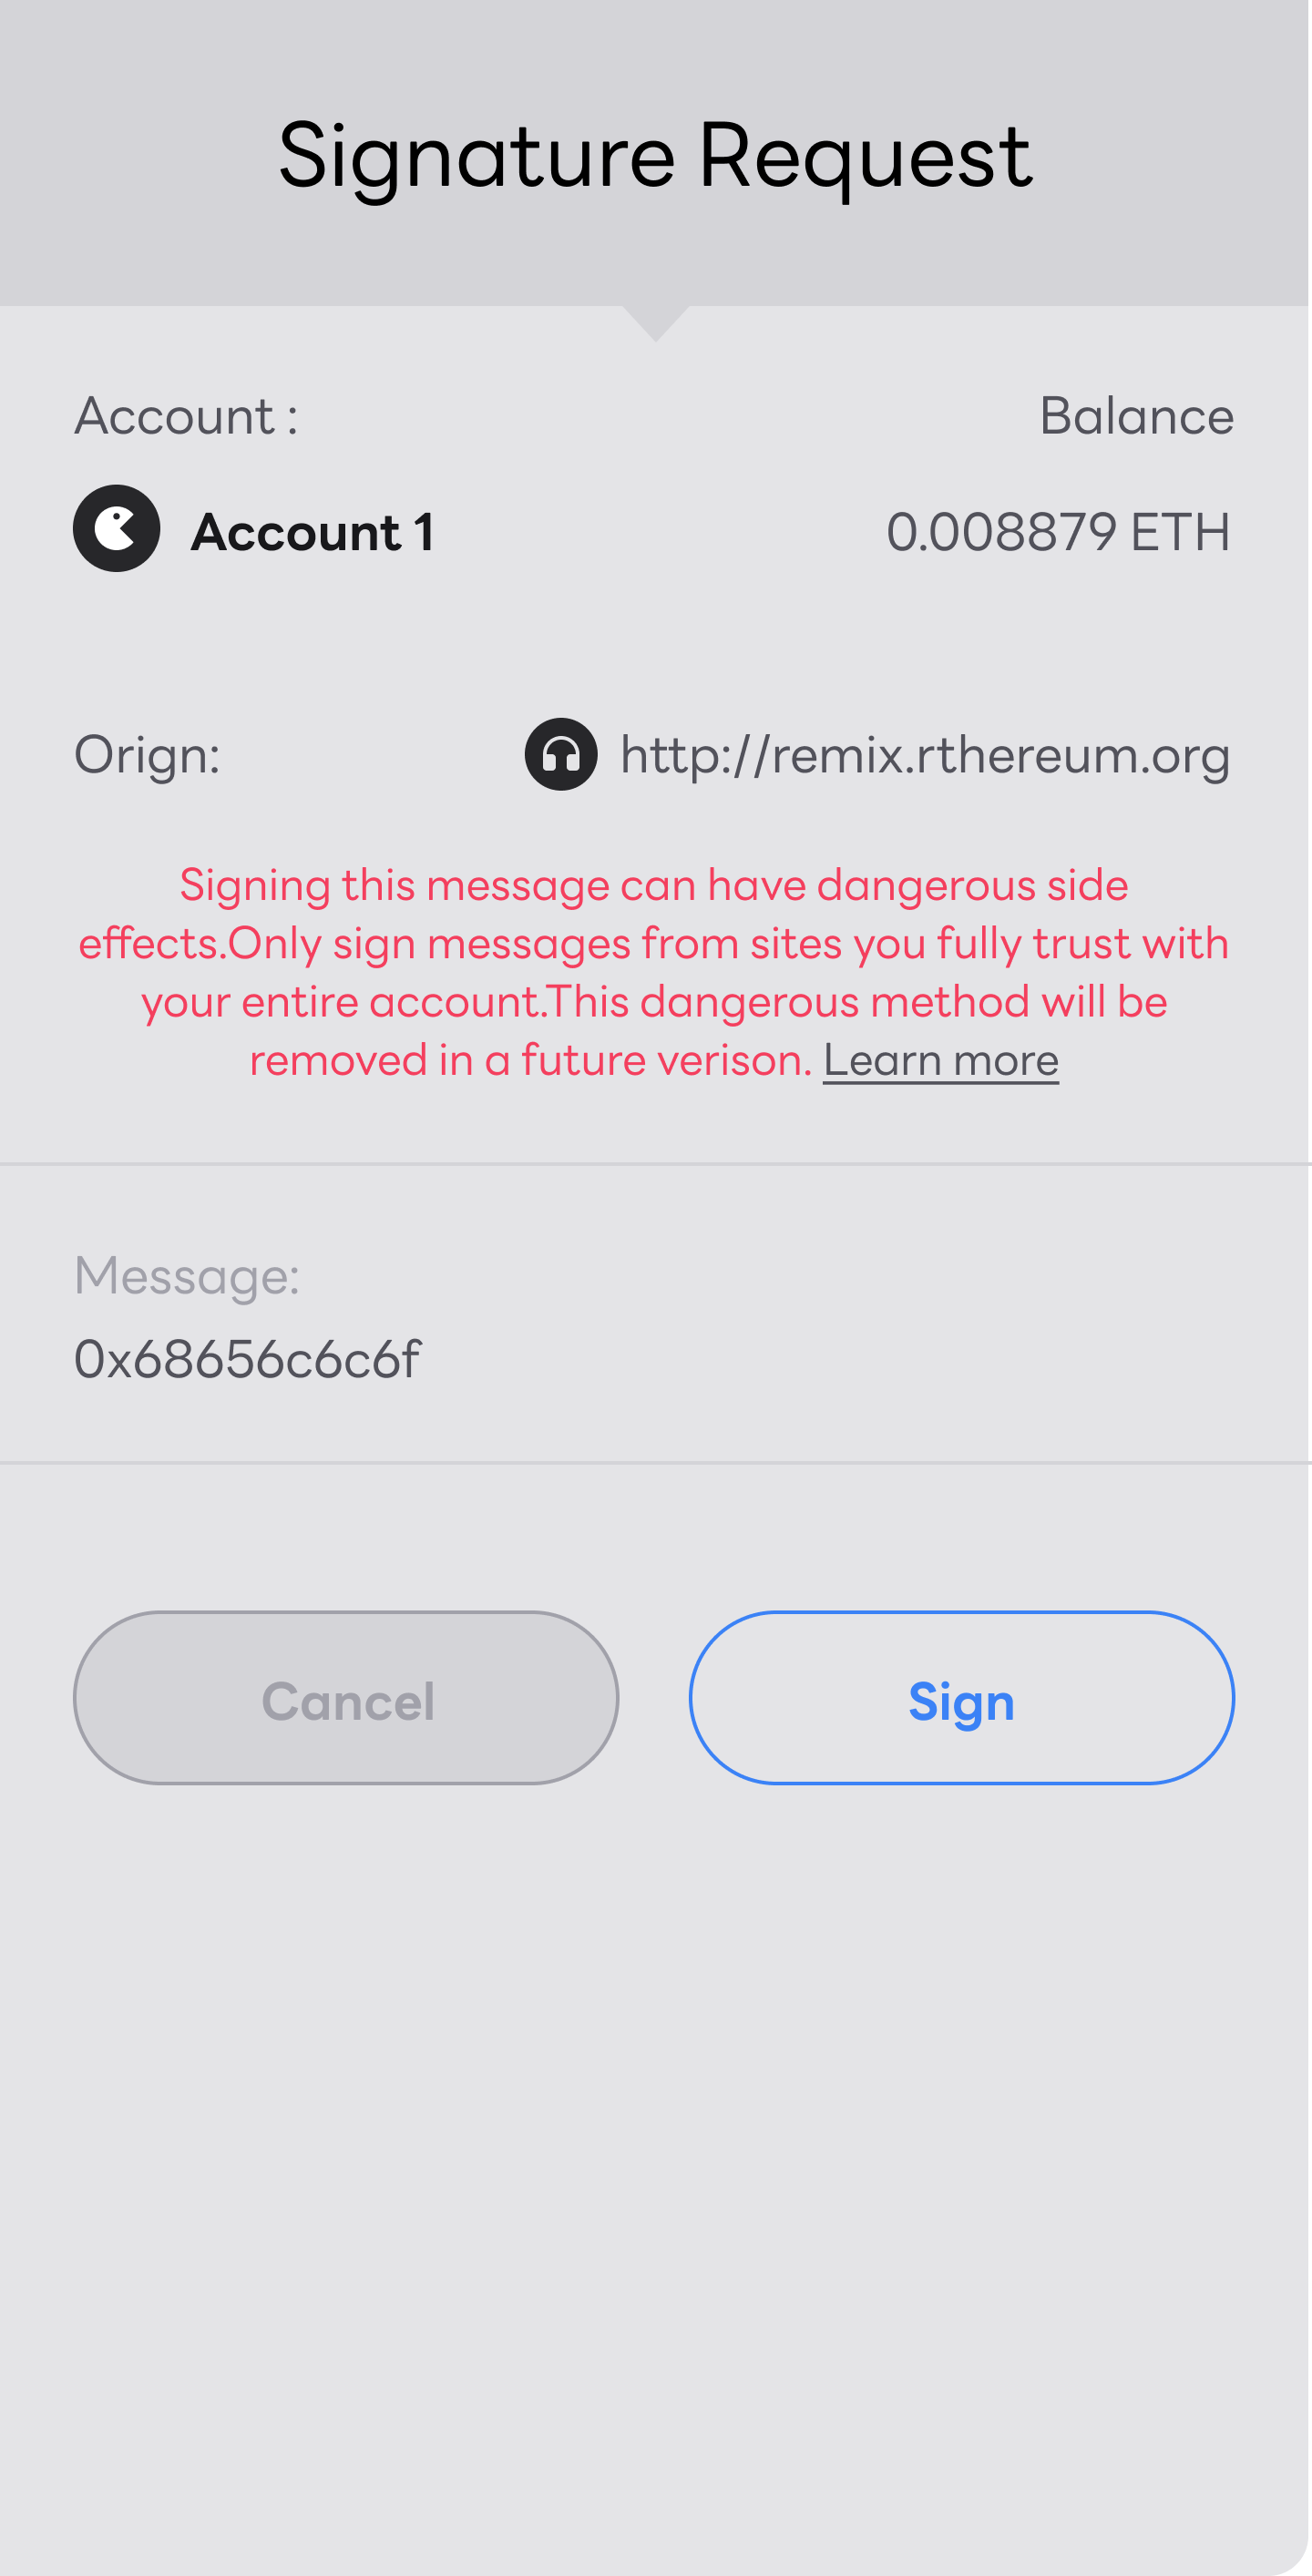 Signature Request
Account :
Balance
Account 1
0.008879 ETH
Orign:
http://remix.rthereum.org
Signing this message can have dangerous side
effects.Only sign messages from sites you fully trust with
your entire account.This dangerous method will be
removed in a future verison. Learn more
Message:
0x68656c6c6f
Cancel
Sign